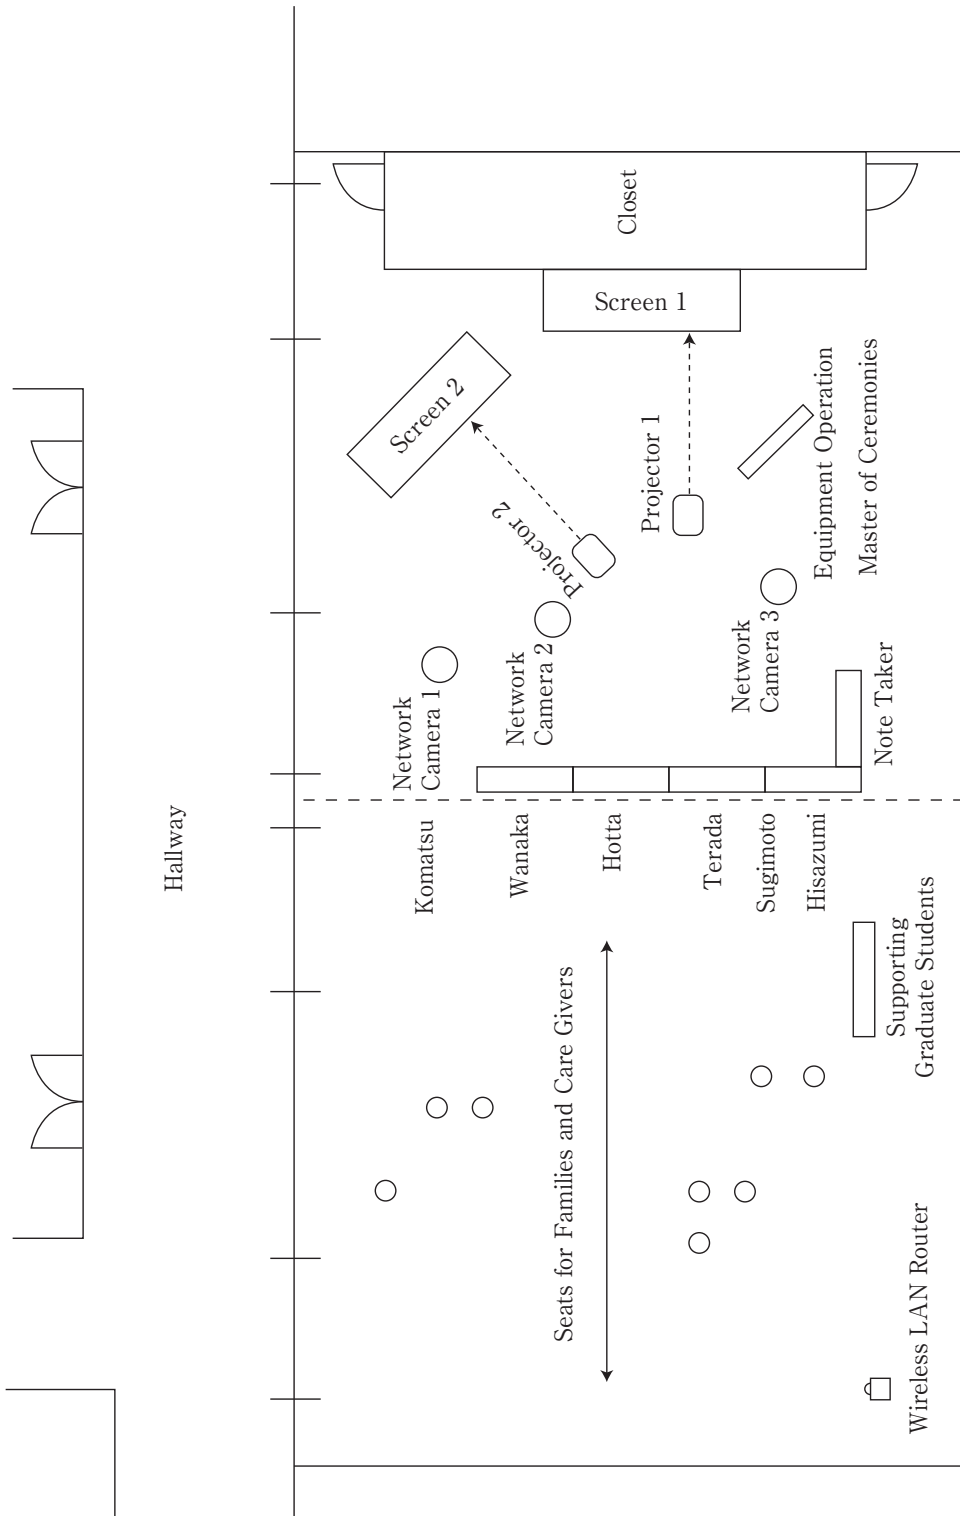 Hallway
Closet
Screen 1
Screen 2
Projector 1
Projector 2
Equipment Operation
Master of Ceremonies
Network
Camera 1
Network
Camera 2
Network
Camera 3
Note Taker
Komatsu
Wanaka
Hotta
Terada
Sugimoto
Hisazumi
Seats for Families and Care Givers
Supporting
Graduate Students
Wireless LAN Router